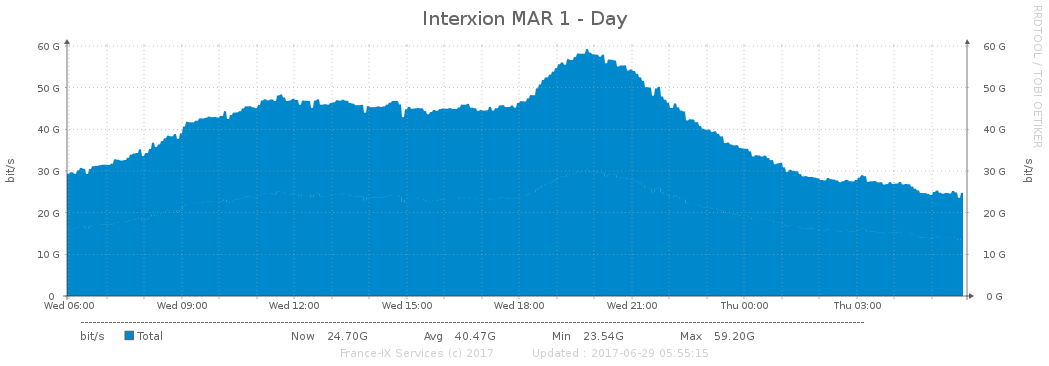 Interxion MAR 1 - Day
RRDTOOL / TOBI OETIKER
bit/s
60 G 60 G
50 G 50 G
40 G 40 G
30 G 30 G
20 G 20 G
10 G 10 G
0 0 G
bit/s
Wed 06:00 Wed 09:00 Wed 12:00 Wed 15:00 Wed 18:00 Wed 21:00 Thu 00:00 Thu 03:00
bit/s Total Now 24.70G Avg 40.47G Min 23.54G Max 59.20G
France-IX Services (c) 2017 Updated : 2017-06-29 05:55:15